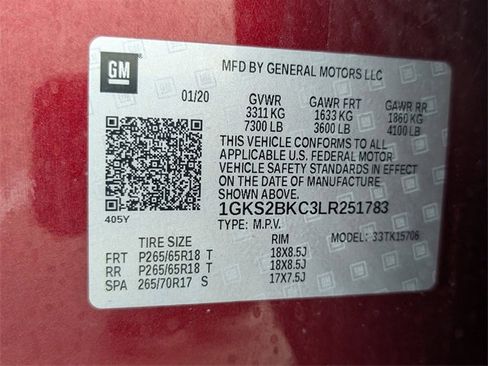 GM
MFD BY GENERAL MOTORS LLC
01/20 GVWR GAWR FRT GAWR RR
3311 KG 1633 KG 1860 KG
7300 LB 3600 LB 4100 LB
THIS VEHICLE CONFORMS TO ALL
APPLICABLE U.S. FEDERAL MOTOR
VEHICLE SAFETY STANDARDS IN EFFECT
ON THE DATE OF MANUFACTURE
SHOWN ABOVE.
1GKS2BKC3LR251783
405Y TYPE: M.P.V. MODEL: 33TK15706
TIRE SIZE RIM
FRT P265/65R18 T 18X8.5J
RR P265/65R18 T 18X8.5J
SPA 265/70R17 S 17X7.5J